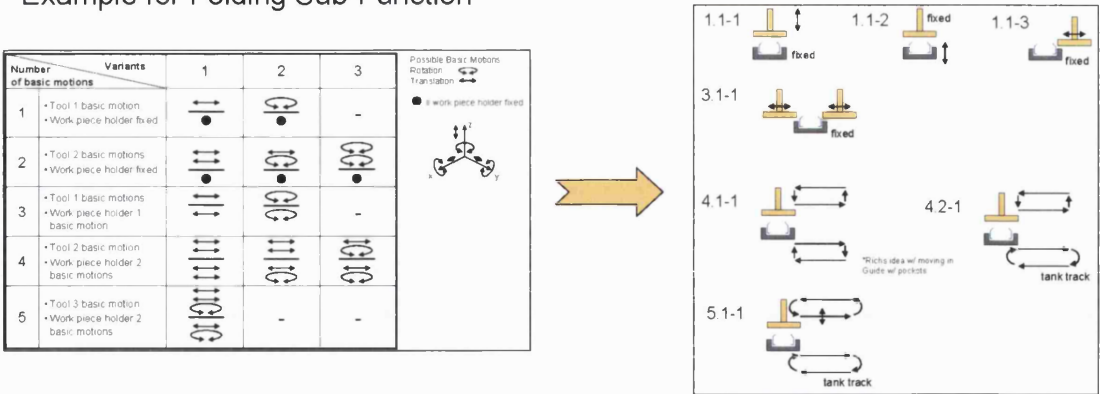 Example for Folding Sub-Function
Number of basic motions
Variants
1
2
3
1
• Tool 1 basic motion
• Work piece holder fixed
-
2
• Tool 2 basic motions
• Work piece holder fixed
3
• Tool 1 basic motions
• Work piece holder 1
basic motion
-
4
• Tool 2 basic motion
• Work piece holder 2
basic motions
5
• Tool 3 basic motion
• Work piece holder 2
basic motions
-
-
Possible Basic Motions
Rotation
Translation
work piece holder fixed
z
x
y
1.1-1
fixed
1.1-2
fixed
1.1-3
fixed
3.1-1
fixed
4.1-1
*Richs idea w/ moving in
Guide w/ pockets
4.2-1
tank track
5.1-1
tank track